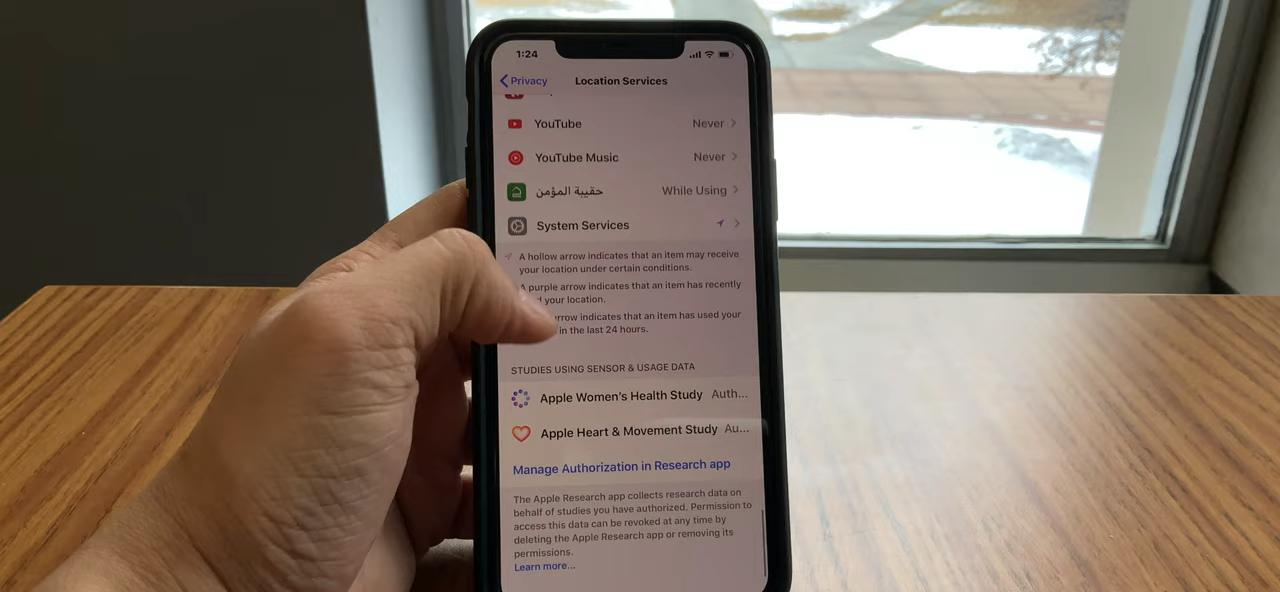 1:24
Privacy
Location Services
YouTube
Never
YouTube Music
Never
حقيبة المؤمن
While Using
System Services
A hollow arrow indicates that an item may receive
your location under certain conditions.
A purple arrow indicates that an item has recently
your location.
arrow indicates that an item has used your
in the last 24 hours.
STUDIES USING SENSOR & USAGE DATA
Apple Women's Health Study
Auth...
Apple Heart & Movement Study
Au...
Manage Authorization in Research app
The Apple Research app collects research data on
behalf of studies you have authorized. Permission to
access this data can be revoked at any time by
deleting the Apple Research app or removing its
permissions.
Learn more...